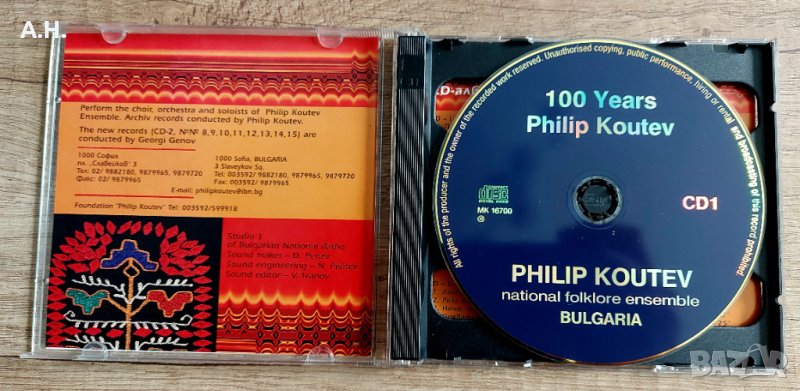 A.H.
Perform the choir, orchestra and soloists of Philip Koutev
Ensemble. Archiv records conducted by Philip Koutev.
The new records (CD-2, №№ 8,9,10,11,12,13,14,15) are
conducted by Georgi Genov
1000 София
пл. „Славейков" 3
Тел: 02/ 9882180, 9879965, 9879720
Факс: 02/ 9879965
1000 Sofia, BULGARIA
3 Slaveykov Sq.
Tel: 003592/ 9882180, 9879965, 9879720
Fax: 003592/ 9879965
E-mail: philipkoutev@bn.bg
Foundation "Philip Koutev" Tel: 003592/599918
Studio 1
of Bulgarian National Radio
Sound maker – D. Penev
Sound engineering – N.
Sound editor – V. Ivanov
All rights of the producer and the owner of the recorded work reserved. Unauthorised copying, public performance, hiring or rental and broadcasting of this record prohibited.
100 Years
Philip Koutev
COMPACT
disc
DIGITAL AUDIO
MK 16700
CD1
PHILIP KOUTEV
national folklore ensemble
BULGARIA
BAZAR